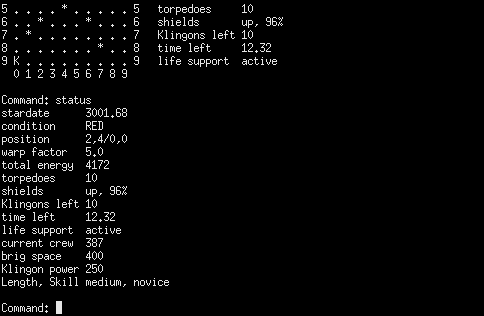 5 . . . . * . . . . . 5   torpedoes     10
6 . . * . . . * . . . 6   shields       up, 96%
7 . * . . . . . . . . 7   Klingons left 10
8 . . . . . . . * . . 8   time left     12.32
9 K . . . . . . . . . 9   life support  active
  0 1 2 3 4 5 6 7 8 9
Command: status
stardate      3001.68
condition     RED
position      2,4/0,0
warp factor   5.0
total energy  4172
torpedoes     10
shields       up, 96%
Klingons left 10
time left     12.32
life support  active
current crew  387
brig space    400
Klingon power 250
Length, Skill medium, novice
Command: